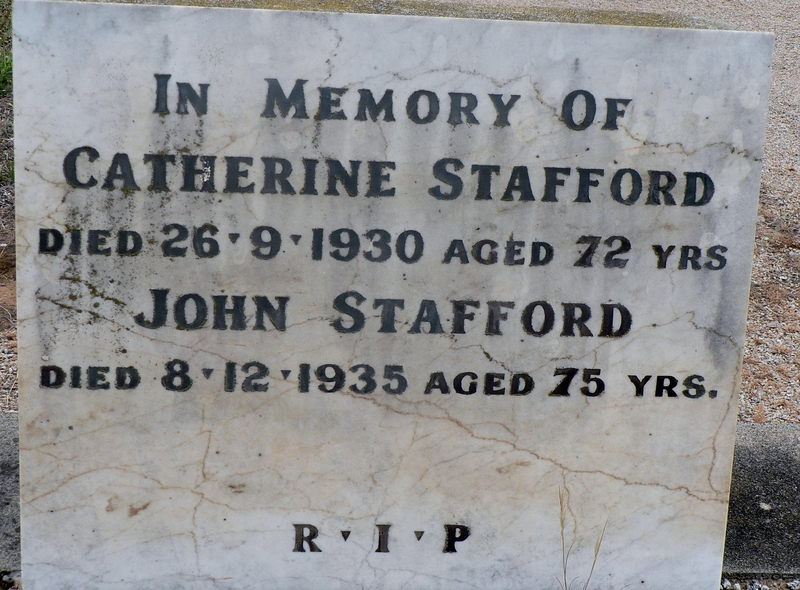 IN MEMORY OF
CATHERINE STAFFORD
DIED 26·9·1930 AGED 72 YRS
JOHN STAFFORD
DIED 8·12·1935 AGED 75 YRS.
R·I·P